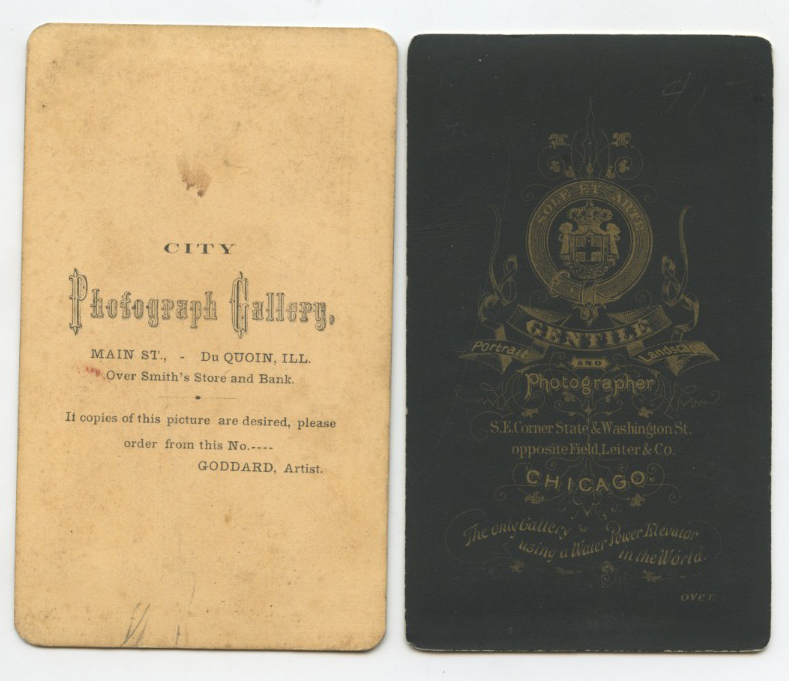 CITY
Photograph Gallery,
MAIN ST., - Du QUOIN, ILL.
Over Smith's Store and Bank.
It copies of this picture are desired, please
order from this No.----
GODDARD, Artist.
SOLE ET ARTE
GENTILE
Portrait AND Landscape
Photographer
S.E. Corner State & Washington St.
opposite Field, Leiter & Co.
CHICAGO
The only Gallery
using a Water Power Elevator
in the World.
over